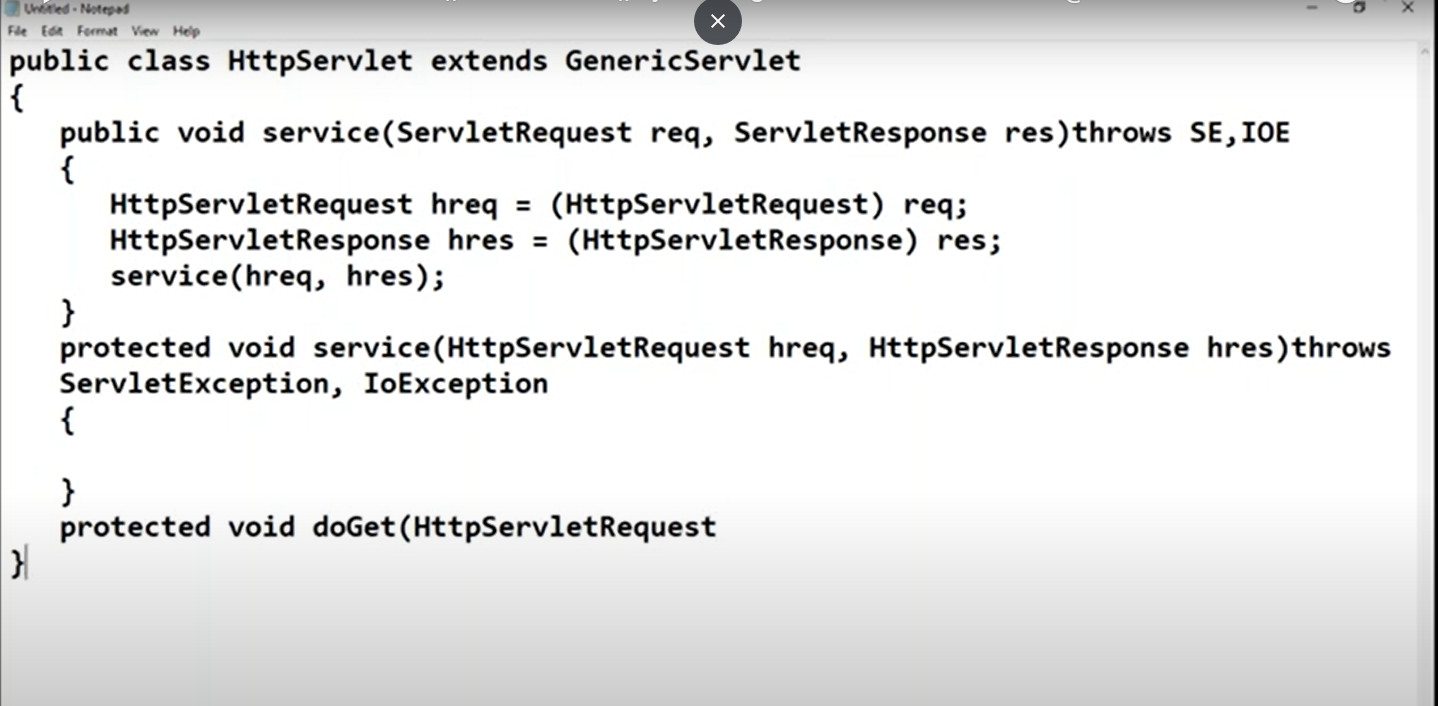 Untitled - Notepad
File Edit Format View Help
public class HttpServlet extends GenericServlet
{
public void service(ServletRequest req, ServletResponse res)throws SE,IOE
{
HttpServletRequest hreq = (HttpServletRequest) req;
HttpServletResponse hres = (HttpServletResponse) res;
service(hreq, hres);
}
protected void service(HttpServletRequest hreq, HttpServletResponse hres)throws
ServletException, IoException
{
}
protected void doGet(HttpServletRequest
}